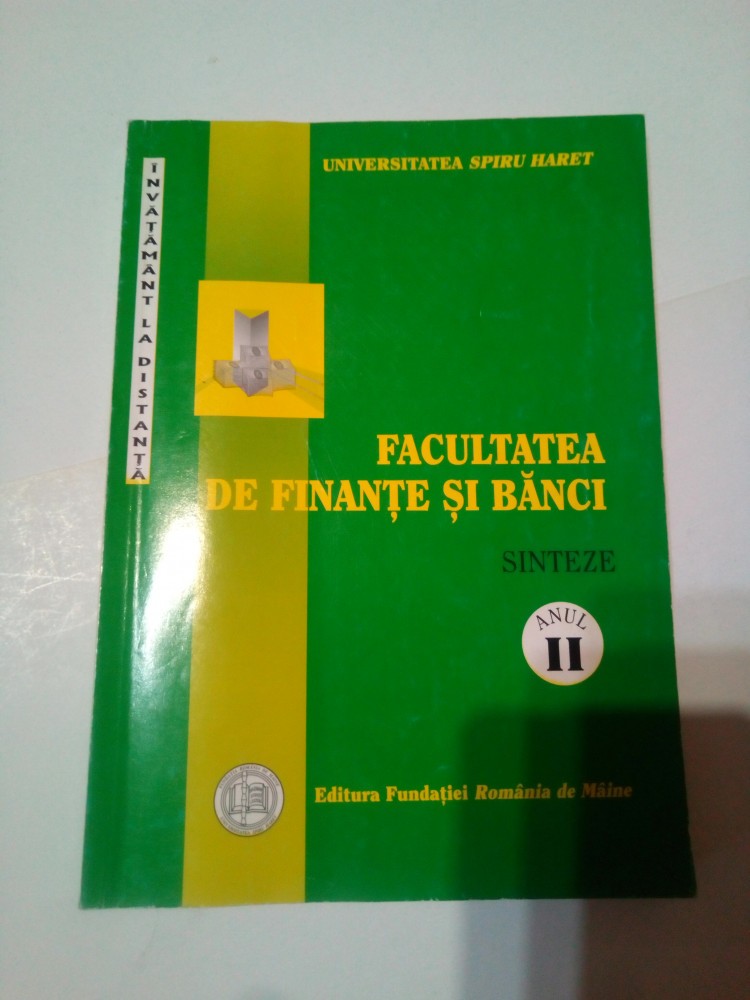 UNIVERSITATEA SPIRU HARET
ÎNVĂȚĂMÂNT LA DISTANȚĂ
FACULTATEA
DE FINANȚE ȘI BĂNCI
SINTEZE
ANUL
II
Editura Fundației România de Mâine